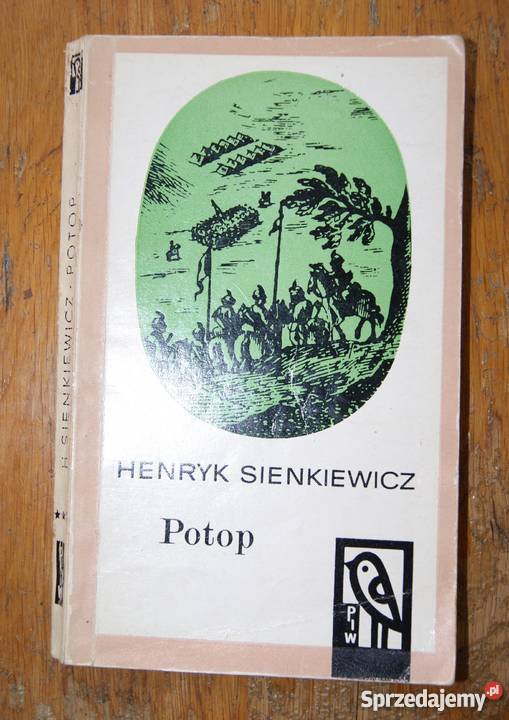 H. SIENKIEWICZ · POTOP
**
HENRYK SIENKIEWICZ
Potop
PIW
Sprzedajemy.pl